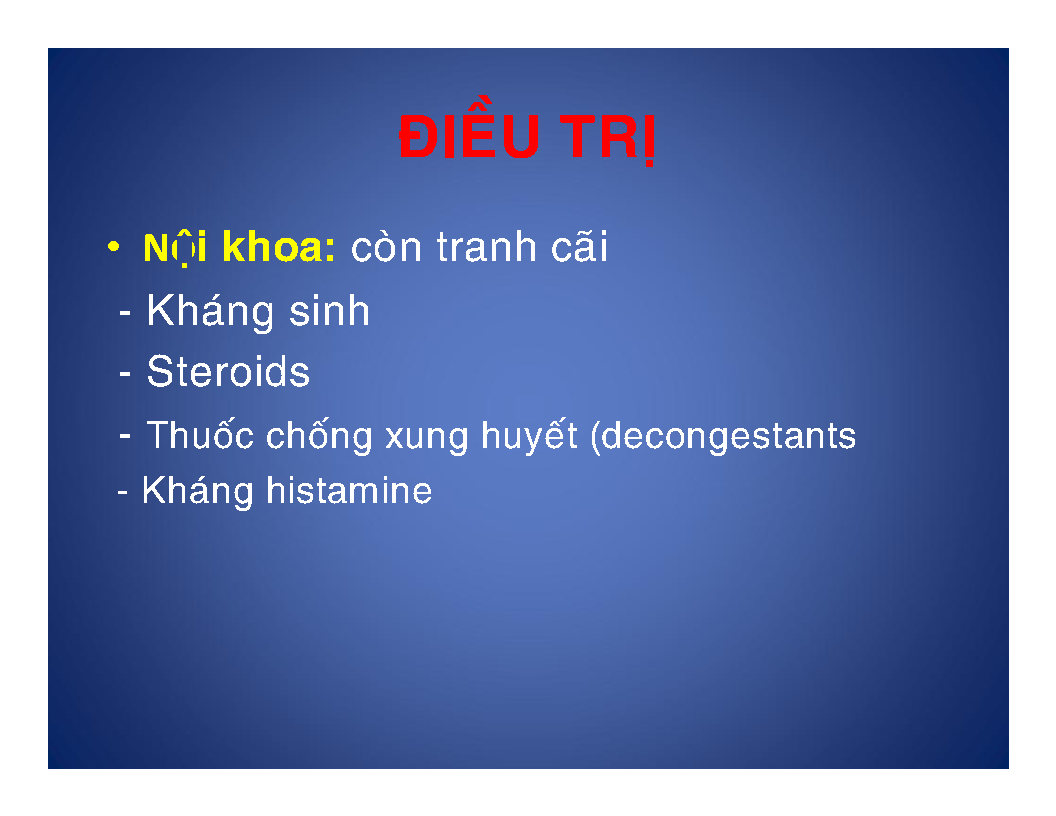 ĐIỀU TRỊ
• Nội khoa: còn tranh cãi
- Kháng sinh
- Steroids
- Thuốc chống xung huyết (decongestants
- Kháng histamine